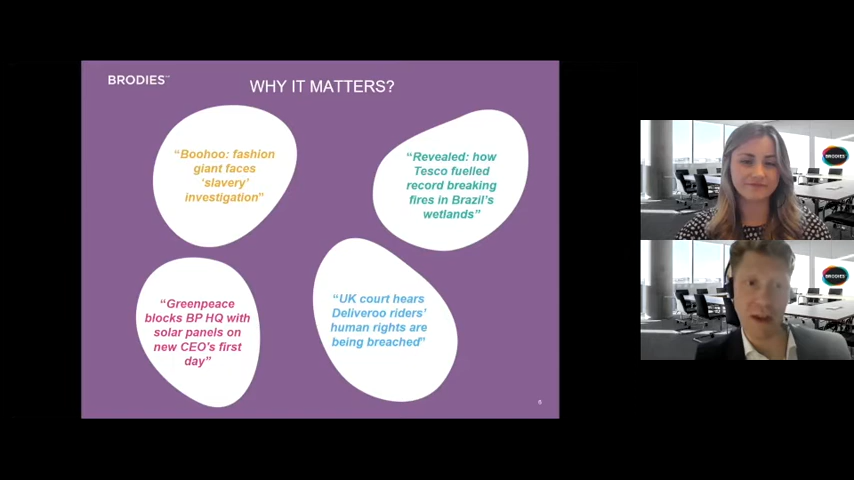 BRODIES™
WHY IT MATTERS?
“Boohoo: fashion
giant faces
‘slavery’
investigation”
“Revealed: how
Tesco fuelled
record breaking
fires in Brazil’s
wetlands”
“Greenpeace
blocks BP HQ with
solar panels on
new CEO’s first
day”
“UK court hears
Deliveroo riders’
human rights are
being breached”
6
BRODIES
BRODIES